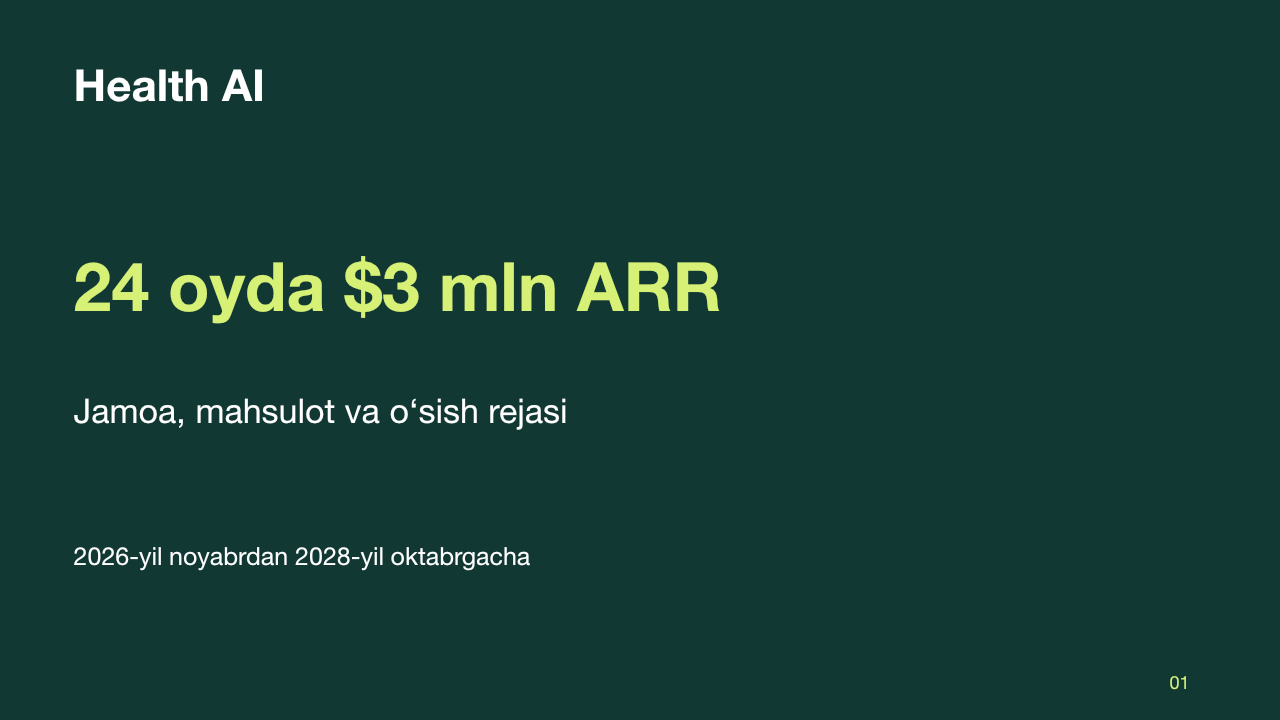 Health AI
24 oyda $3 mln ARR
Jamoa, mahsulot va o‘sish rejasi
2026-yil noyabrdan 2028-yil oktabrgacha
01